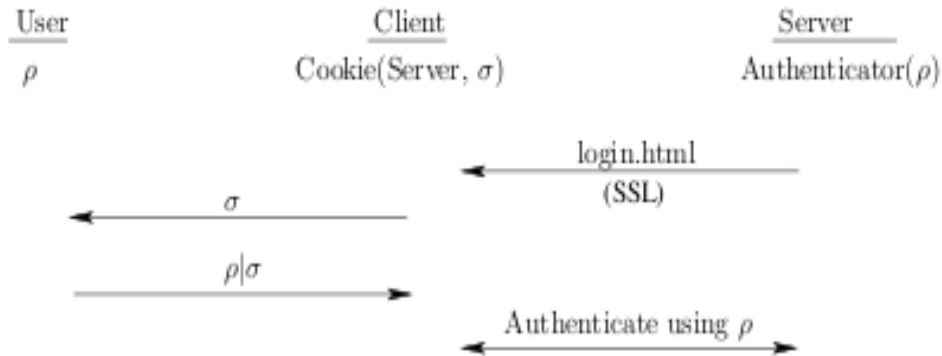 User Client Server
ρ Cookie(Server, σ) Authenticator(ρ)
login.html
(SSL)
σ
ρ|σ
Authenticate using ρ